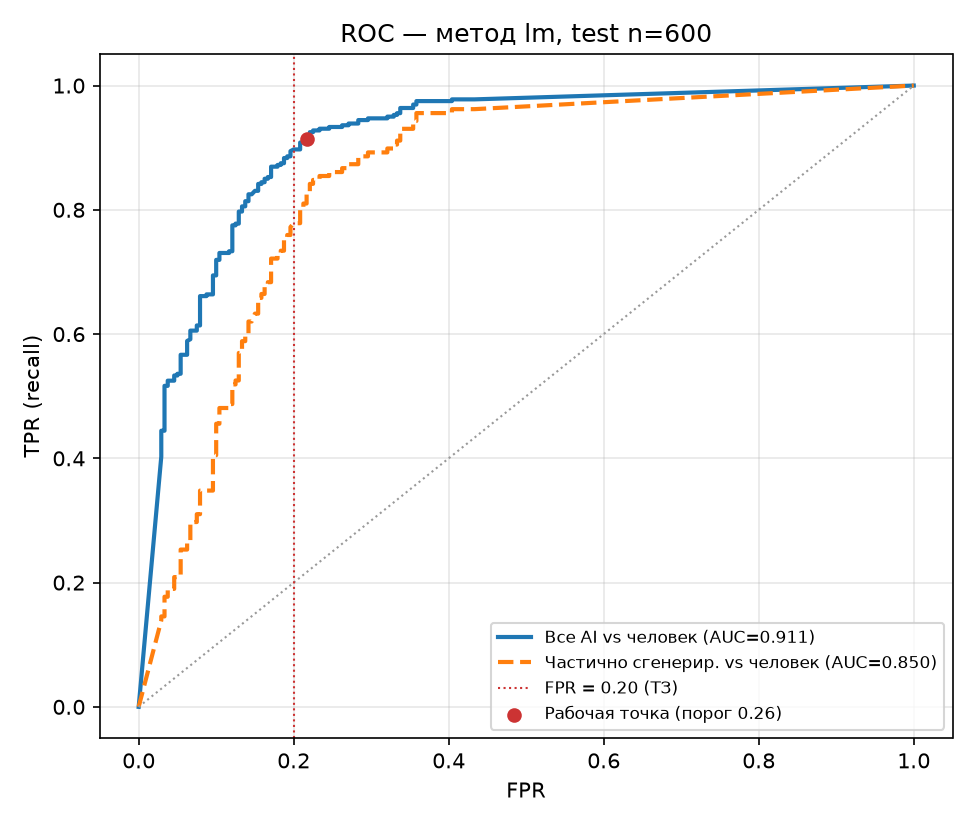 ROC — метод lm, test n=600
TPR (recall)
1.0
0.8
0.6
0.4
0.2
0.0
0.0 0.2 0.4 0.6 0.8 1.0
FPR
Все AI vs человек (AUC=0.911)
Частично сгенерир. vs человек (AUC=0.850)
FPR = 0.20 (ТЗ)
Рабочая точка (порог 0.26)